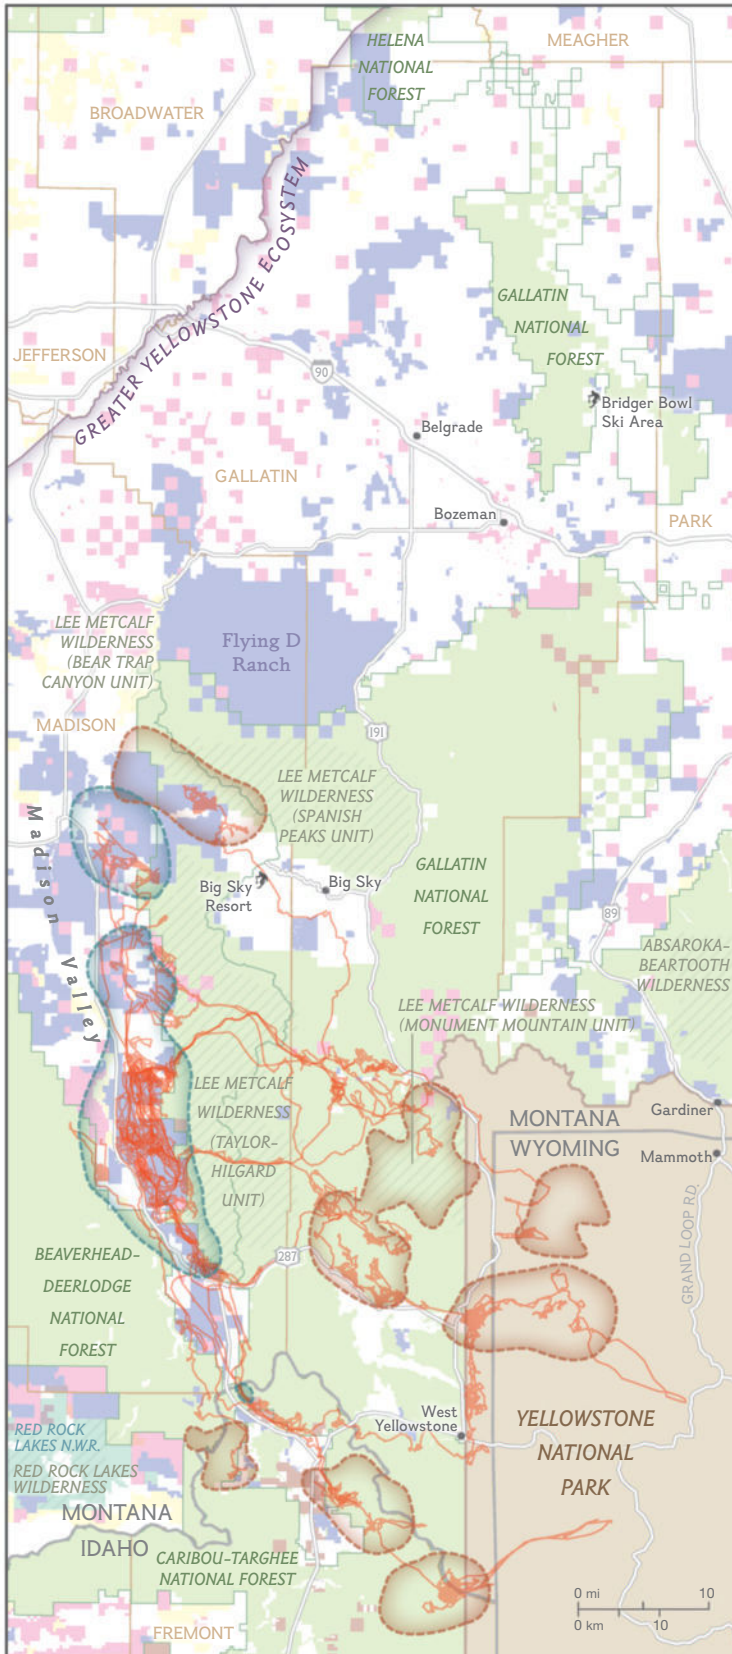 HELENA
NATIONAL
FOREST
MEAGHER
BROADWATER
GREATER YELLOWSTONE ECOSYSTEM
GALLATIN
NATIONAL
FOREST
JEFFERSON
90
Bridger Bowl
Ski Area
Belgrade
GALLATIN
Bozeman
PARK
LEE METCALF
WILDERNESS
(BEAR TRAP
CANYON UNIT)
Flying D
Ranch
MADISON
191
LEE METCALF
WILDERNESS
(SPANISH
PEAKS UNIT)
Madison Valley
Big Sky
Resort
Big Sky
GALLATIN
NATIONAL
FOREST
89
ABSAROKA-
BEARTOOTH
WILDERNESS
LEE METCALF WILDERNESS
(MONUMENT MOUNTAIN UNIT)
LEE METCALF
WILDERNESS
(TAYLOR-
HILGARD
UNIT)
MONTANA
WYOMING
Gardiner
Mammoth
GRAND LOOP RD.
BEAVERHEAD-
DEERLODGE
NATIONAL
FOREST
287
West
Yellowstone
YELLOWSTONE
NATIONAL
PARK
RED ROCK
LAKES N.W.R.
RED ROCK LAKES
WILDERNESS
MONTANA
IDAHO
CARIBOU-TARGHEE
NATIONAL FOREST
FREMONT
0 mi 10
0 km 10